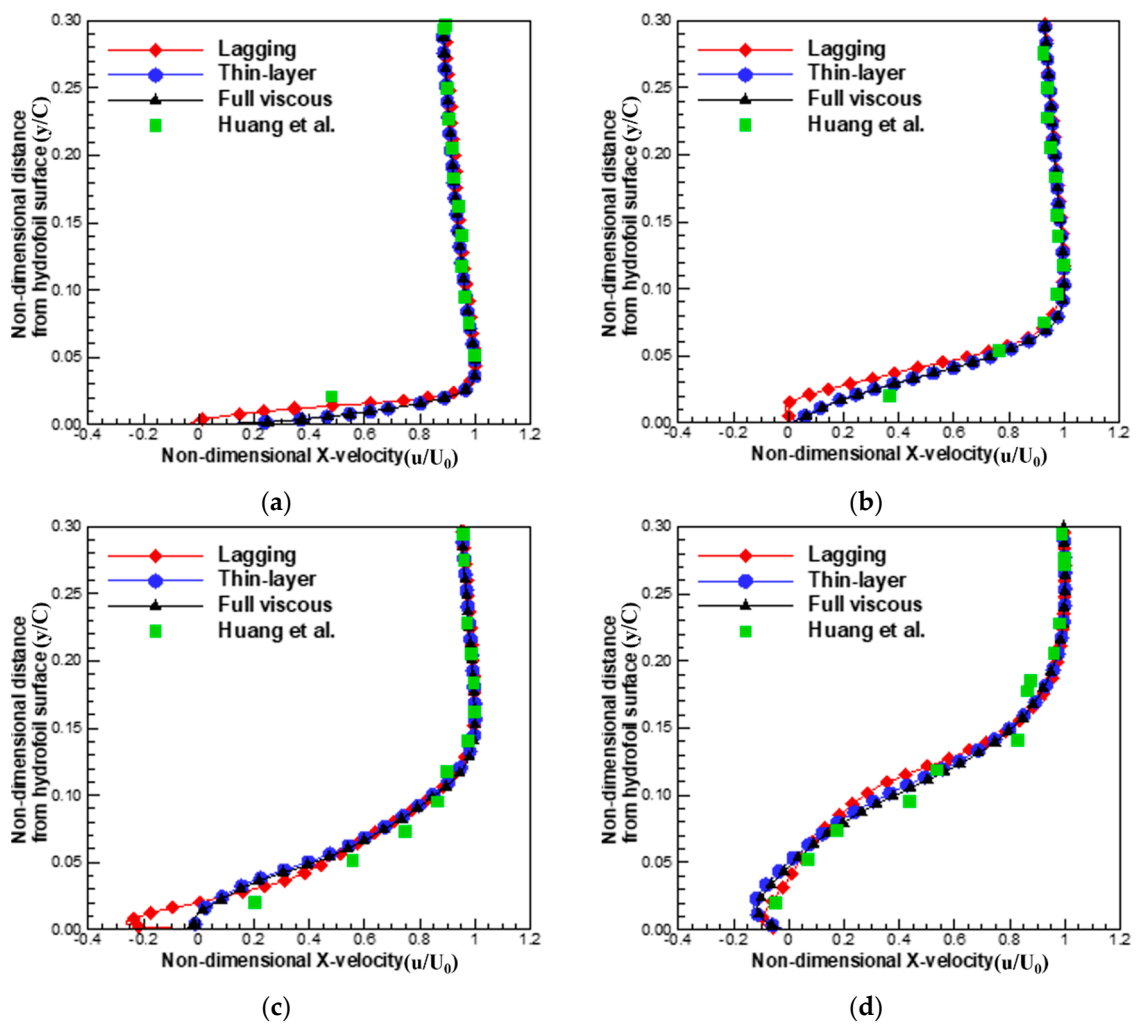 0.30
0.25
0.20
0.15
0.10
0.05
0.00
Non-dimensional distance
from hydrofoil surface (y/C)
Lagging
Thin-layer
Full viscous
Huang et al.
-0.4 -0.2 0 0.2 0.4 0.6 0.8 1 1.2
Non-dimensional X-velocity(u/U0)
(a)
0.30
0.25
0.20
0.15
0.10
0.05
0.00
Non-dimensional distance
from hydrofoil surface (y/C)
Lagging
Thin-layer
Full viscous
Huang et al.
-0.4 -0.2 0 0.2 0.4 0.6 0.8 1 1.2
Non-dimensional X-velocity(u/U0)
(b)
0.30
0.25
0.20
0.15
0.10
0.05
0.00
Non-dimensional distance
from hydrofoil surface (y/C)
Lagging
Thin-layer
Full viscous
Huang et al.
-0.4 -0.2 0 0.2 0.4 0.6 0.8 1 1.2
Non-dimensional X-velocity(u/U0)
(c)
0.30
0.25
0.20
0.15
0.10
0.05
0.00
Non-dimensional distance
from hydrofoil surface (y/C)
Lagging
Thin-layer
Full viscous
Huang et al.
-0.4 -0.2 0 0.2 0.4 0.6 0.8 1 1.2
Non-dimensional X-velocity(u/U0)
(d)